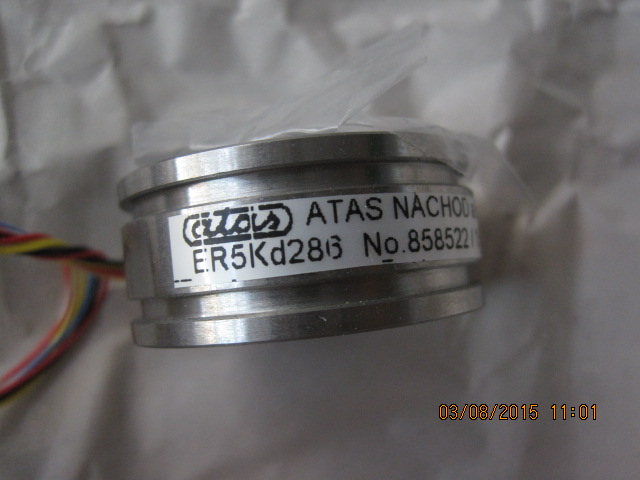 atas ATAS NACHOD
ER5Kd286 No.858522/
03/08/2015 11:01